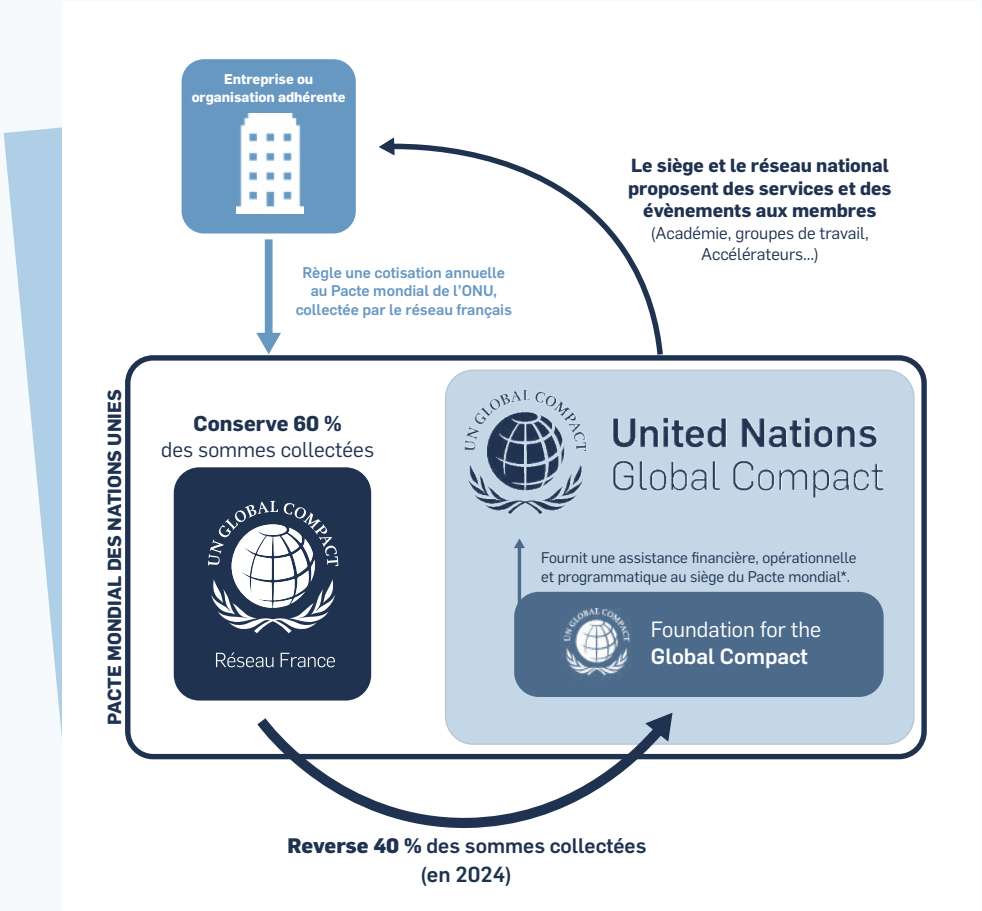 Entreprise ou
organisation adhérente
Le siège et le réseau national
proposent des services et des
évènements aux membres
(Académie, groupes de travail,
Accélérateurs...)
Règle une cotisation annuelle
au Pacte mondial de l'ONU,
collectée par le réseau français
PACTE MONDIAL DES NATIONS UNIES
Conserve 60 %
des sommes collectées
UN GLOBAL COMPACT
Réseau France
UN GLOBAL COMPACT
United Nations
Global Compact
Fournit une assistance financière, opérationnelle
et programmatique au siège du Pacte mondial*.
UN GLOBAL COMPACT
Foundation for the
Global Compact
Reverse 40 % des sommes collectées
(en 2024)